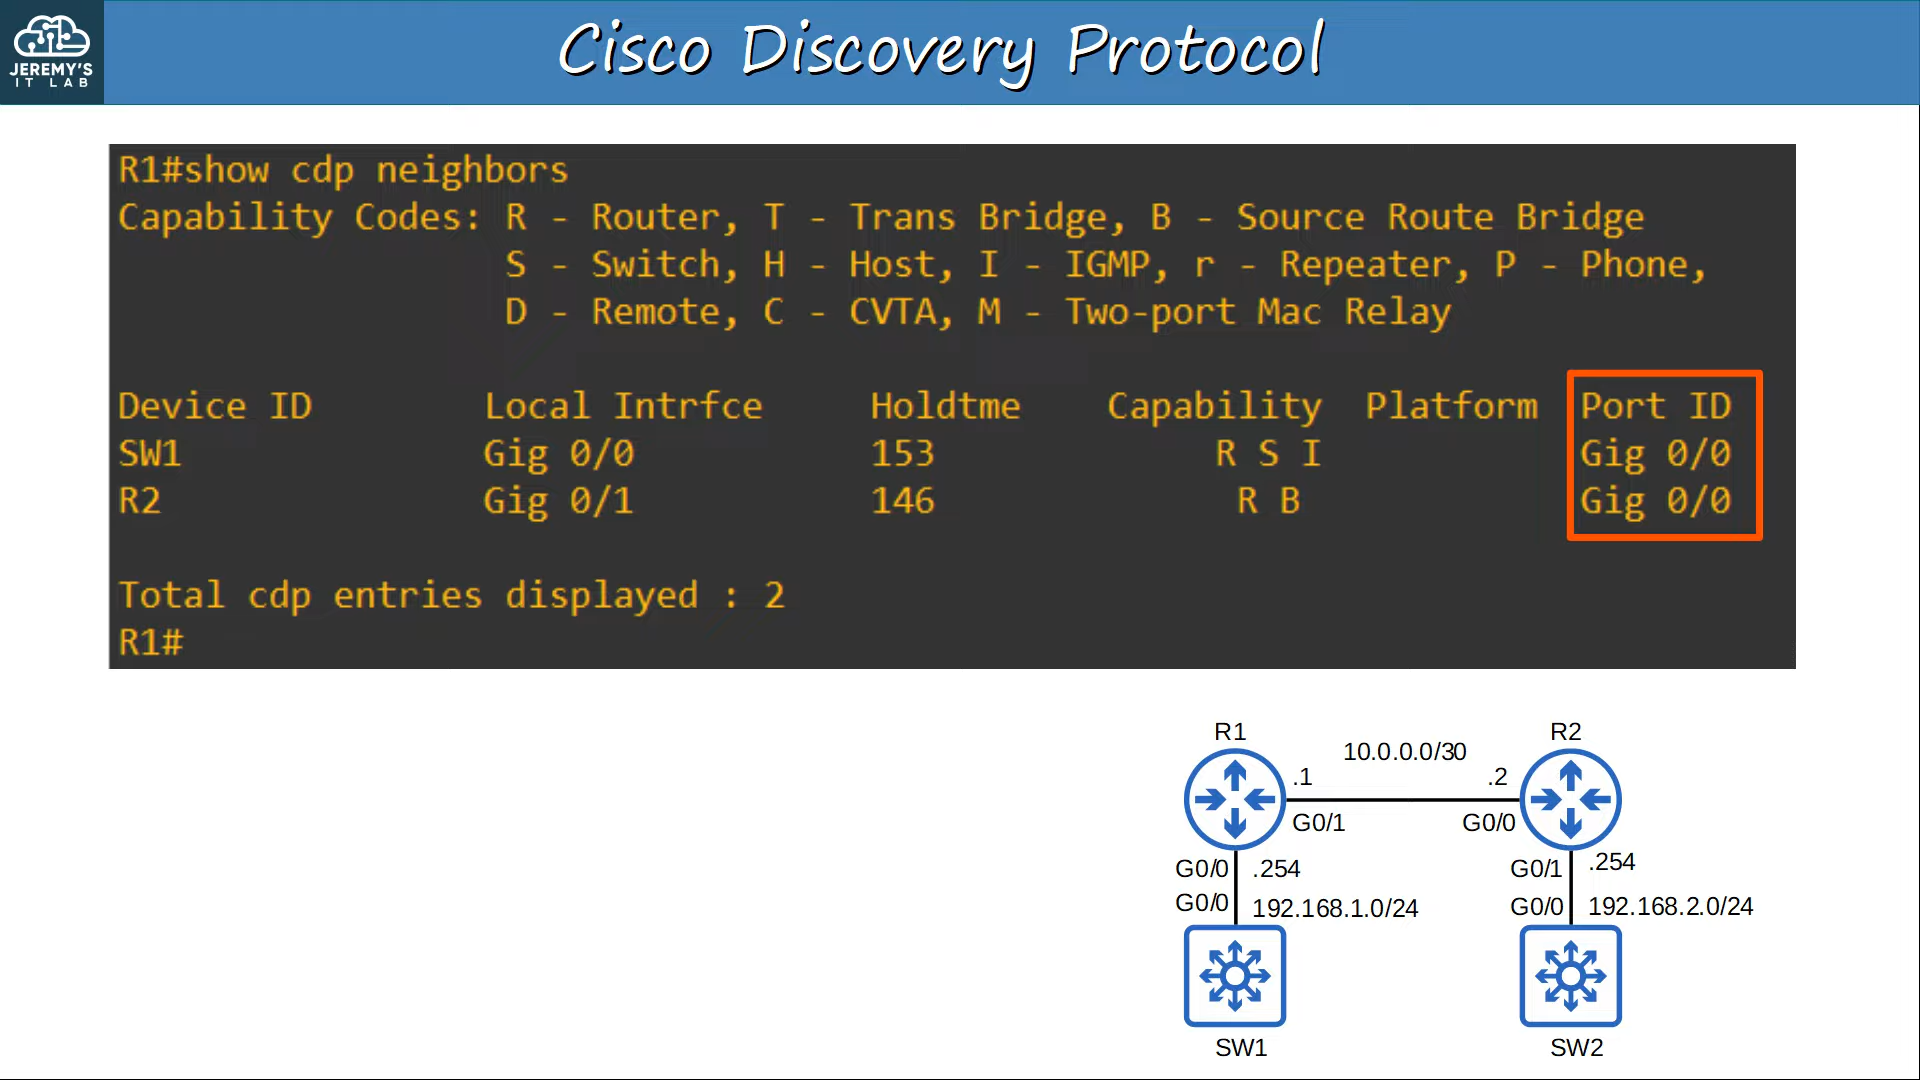 JEREMY'S
IT LAB
Cisco Discovery Protocol
R1#show cdp neighbors
Capability Codes: R - Router, T - Trans Bridge, B - Source Route Bridge
S - Switch, H - Host, I - IGMP, r - Repeater, P - Phone,
D - Remote, C - CVTA, M - Two-port Mac Relay
Device ID Local Intrfce Holdtme Capability Platform Port ID
SW1 Gig 0/0 153 R S I Gig 0/0
R2 Gig 0/1 146 R B Gig 0/0
Total cdp entries displayed : 2
R1#
R1 R2
10.0.0.0/30
.1 .2
G0/1 G0/0
G0/0 .254 G0/1 .254
G0/0 192.168.1.0/24 G0/0 192.168.2.0/24
SW1 SW2